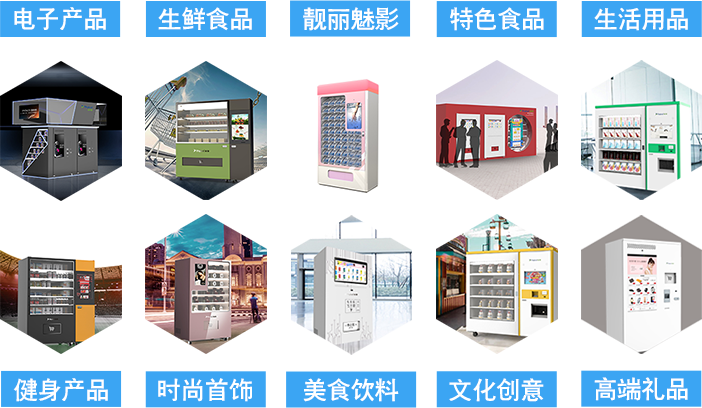 电子产品
生鲜食品
靓丽魅影
特色食品
生活用品
健身产品
时尚首饰
美食饮料
文化创意
高端礼品